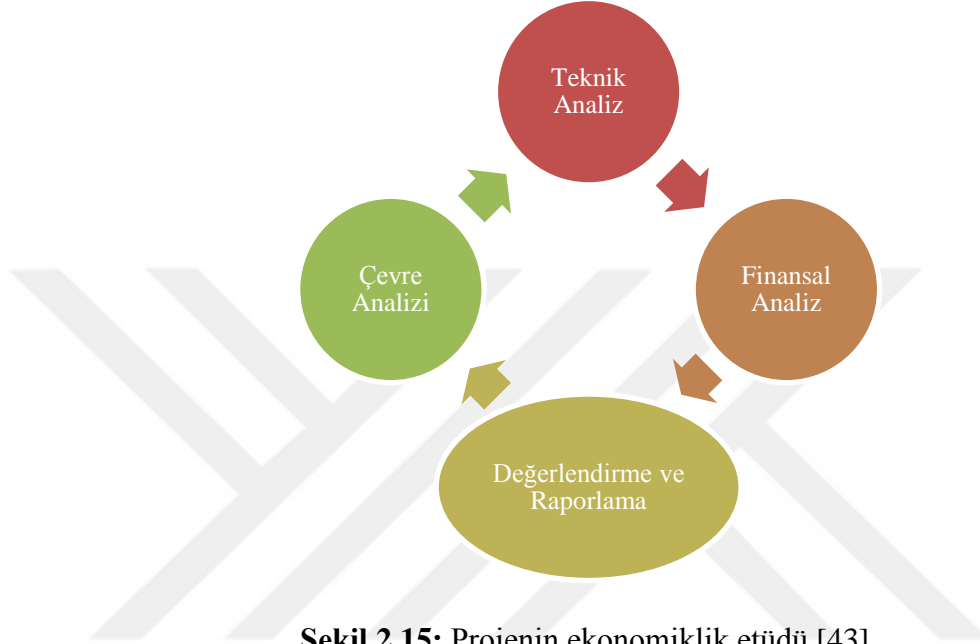 Teknik
Analiz
Finansal
Analiz
Değerlendirme ve
Raporlama
Çevre
Analizi
Şekil 2.15: Projenin ekonomiklik etüdü [43]